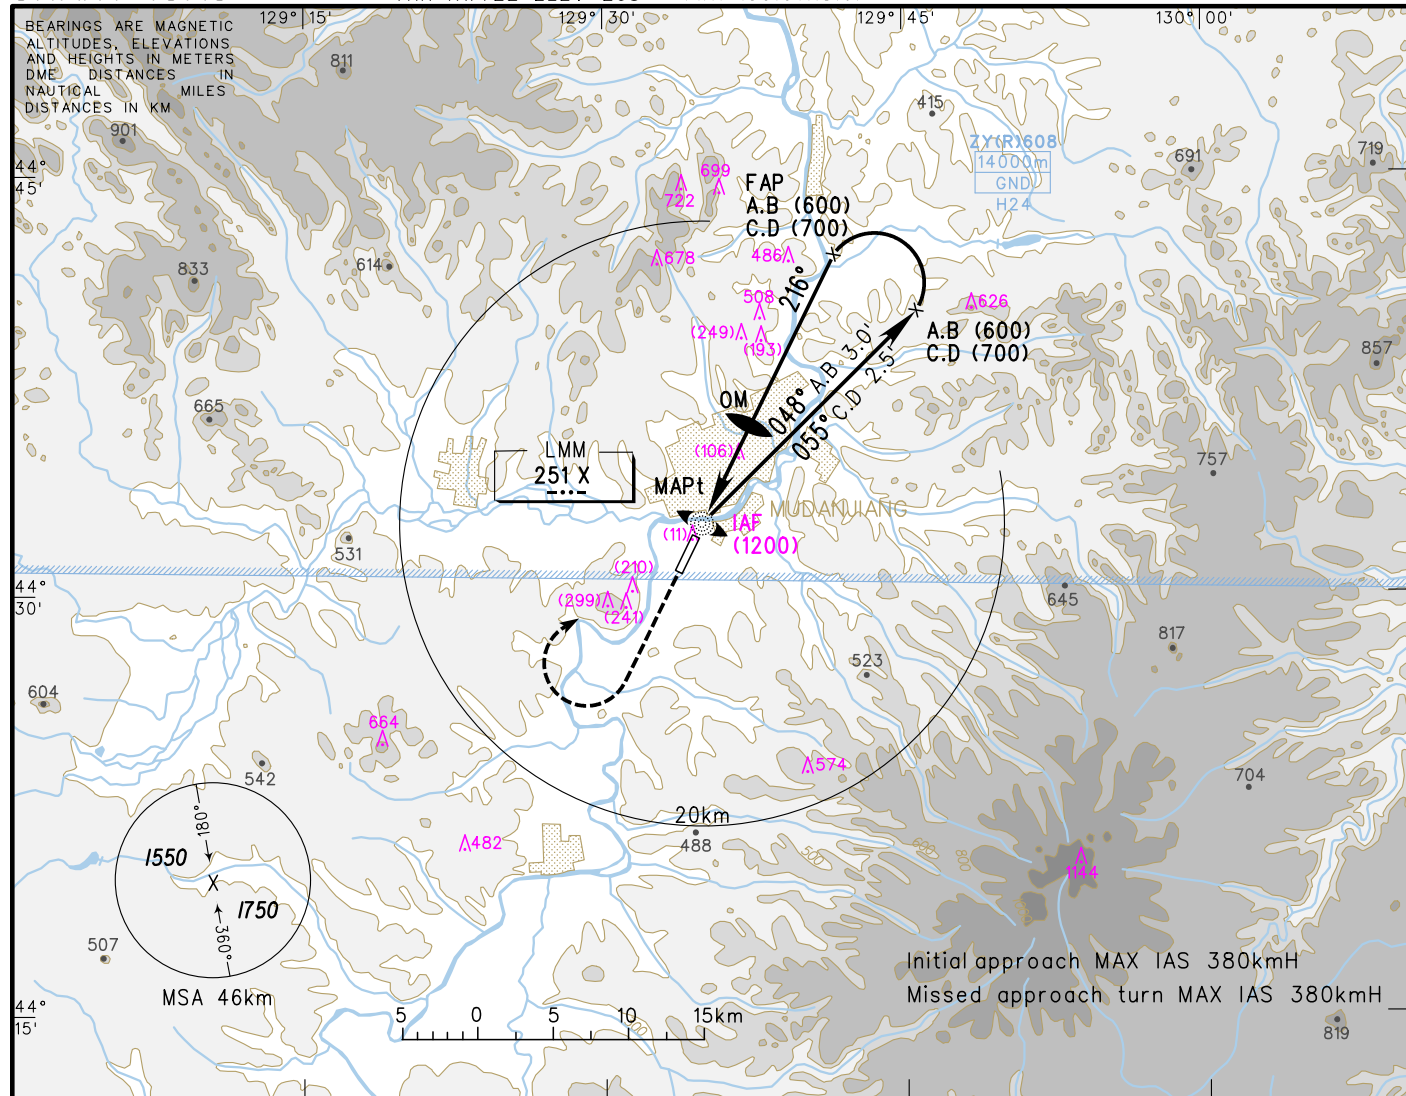 129° 15'
129° 30'
129° 45'
130° 00'
BEARINGS ARE MAGNETIC
ALTITUDES, ELEVATIONS
AND HEIGHTS IN METERS
DME DISTANCES IN
NAUTICAL MILES
DISTANCES IN KM
811
901
415
ZY(R)608
14000m
GND
H24
691
719
44°
45'
699
722
FAP
A.B (600)
C.D (700)
678
486
833
614
216°
508
(249)
(193)
626
A.B (600)
C.D (700)
857
665
OM
048° A.B 3.0'
055° C.D 2.5'
(106)
LMM
251 X
757
MAPt
MUDANJIANG
IAF
(1200)
(11)
531
44°
30'
(210)
(299)
(241)
645
817
523
604
664
542
574
704
20km
482
488
500
600
800
1144
180°
1550
1750
360°
507
MSA 46km
Initial approach MAX IAS 380kmH
Missed approach turn MAX IAS 380kmH
44°
15'
5 0 5 10 15km
819